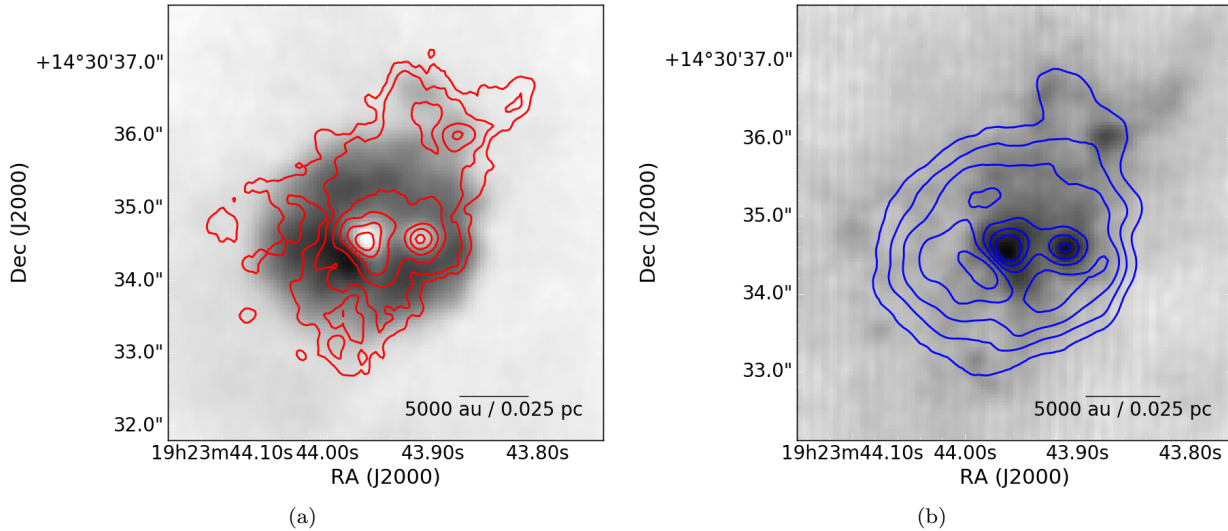 +14°30'37.0"
36.0"
35.0"
34.0"
33.0"
32.0"
Dec (J2000)
5000 au / 0.025 pc
19h23m44.10s 44.00s 43.90s 43.80s
RA (J2000)
(a)
+14°30'37.0"
36.0"
35.0"
34.0"
33.0"
Dec (J2000)
5000 au / 0.025 pc
19h23m44.10s 44.00s 43.90s 43.80s
RA (J2000)
(b)